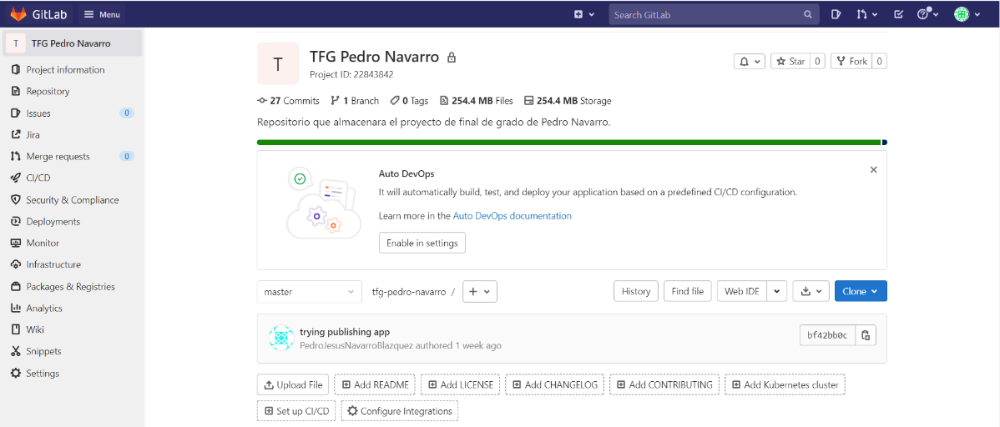 GitLab Menu Search GitLab
T TFG Pedro Navarro
Project information
Repository
Issues 0
Jira
Merge requests 0
CI/CD
Security & Compliance
Deployments
Monitor
Infrastructure
Packages & Registries
Analytics
Wiki
Snippets
Settings
T
TFG Pedro Navarro
Project ID: 22843842
Star 0 Fork 0
27 Commits 1 Branch 0 Tags 254.4 MB Files 254.4 MB Storage
Repositorio que almacenara el proyecto de final de grado de Pedro Navarro.
Auto DevOps
It will automatically build, test, and deploy your application based on a predefined CI/CD configuration.
Learn more in the Auto DevOps documentation
Enable in settings
master tfg-pedro-navarro / History Find file Web IDE Clone
trying publishing app
PedroJesusNavarroBlazquez authored 1 week ago
bf42bb0c
Upload File Add README Add LICENSE Add CHANGELOG Add CONTRIBUTING Add Kubernetes cluster
Set up CI/CD Configure Integrations